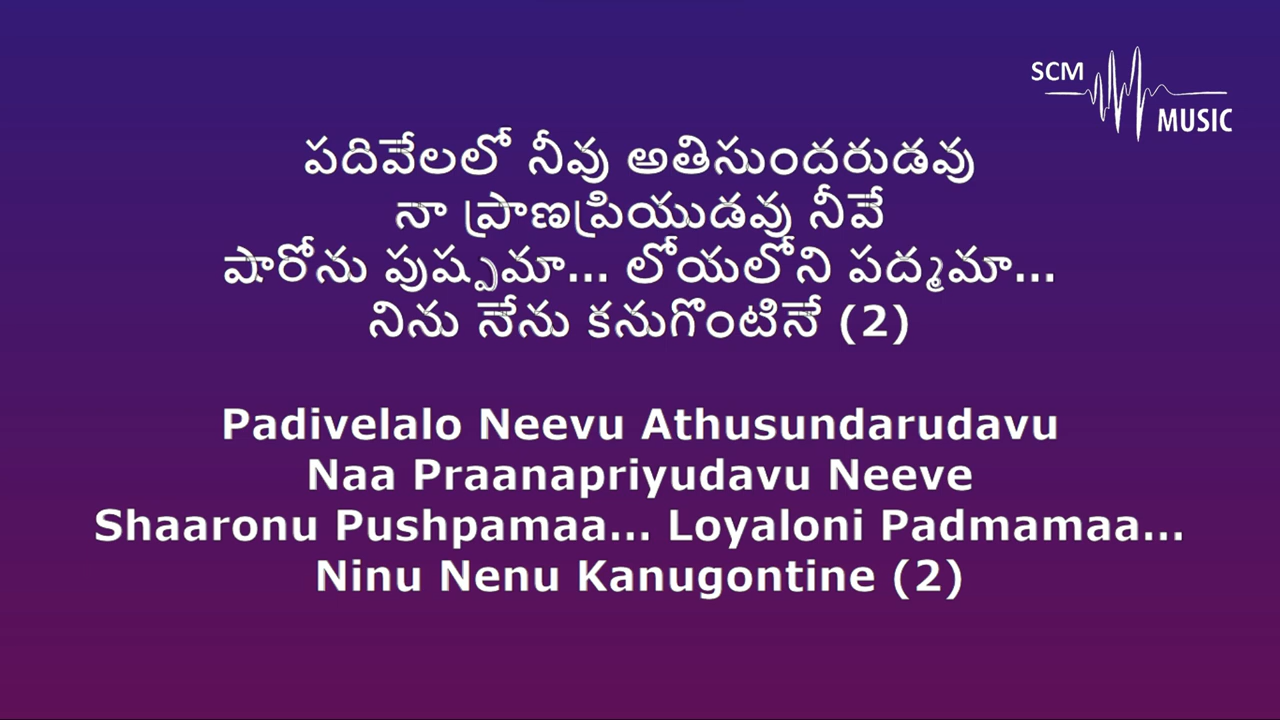 SCM
MUSIC
పదివేలలో నీవు అతిసుందరుడవు
నా ప్రాణప్రియుడవు నీవే
షారోను పుష్పమా... లోయలోని పద్మమా...
నిను నేను కనుగొంటినే (2)
Padivelalo Neevu Athusundarudavu
Naa Praanapriyudavu Neeve
Shaaronu Pushpamaa... Loyaloni Padmamaa...
Ninu Nenu Kanugontine (2)